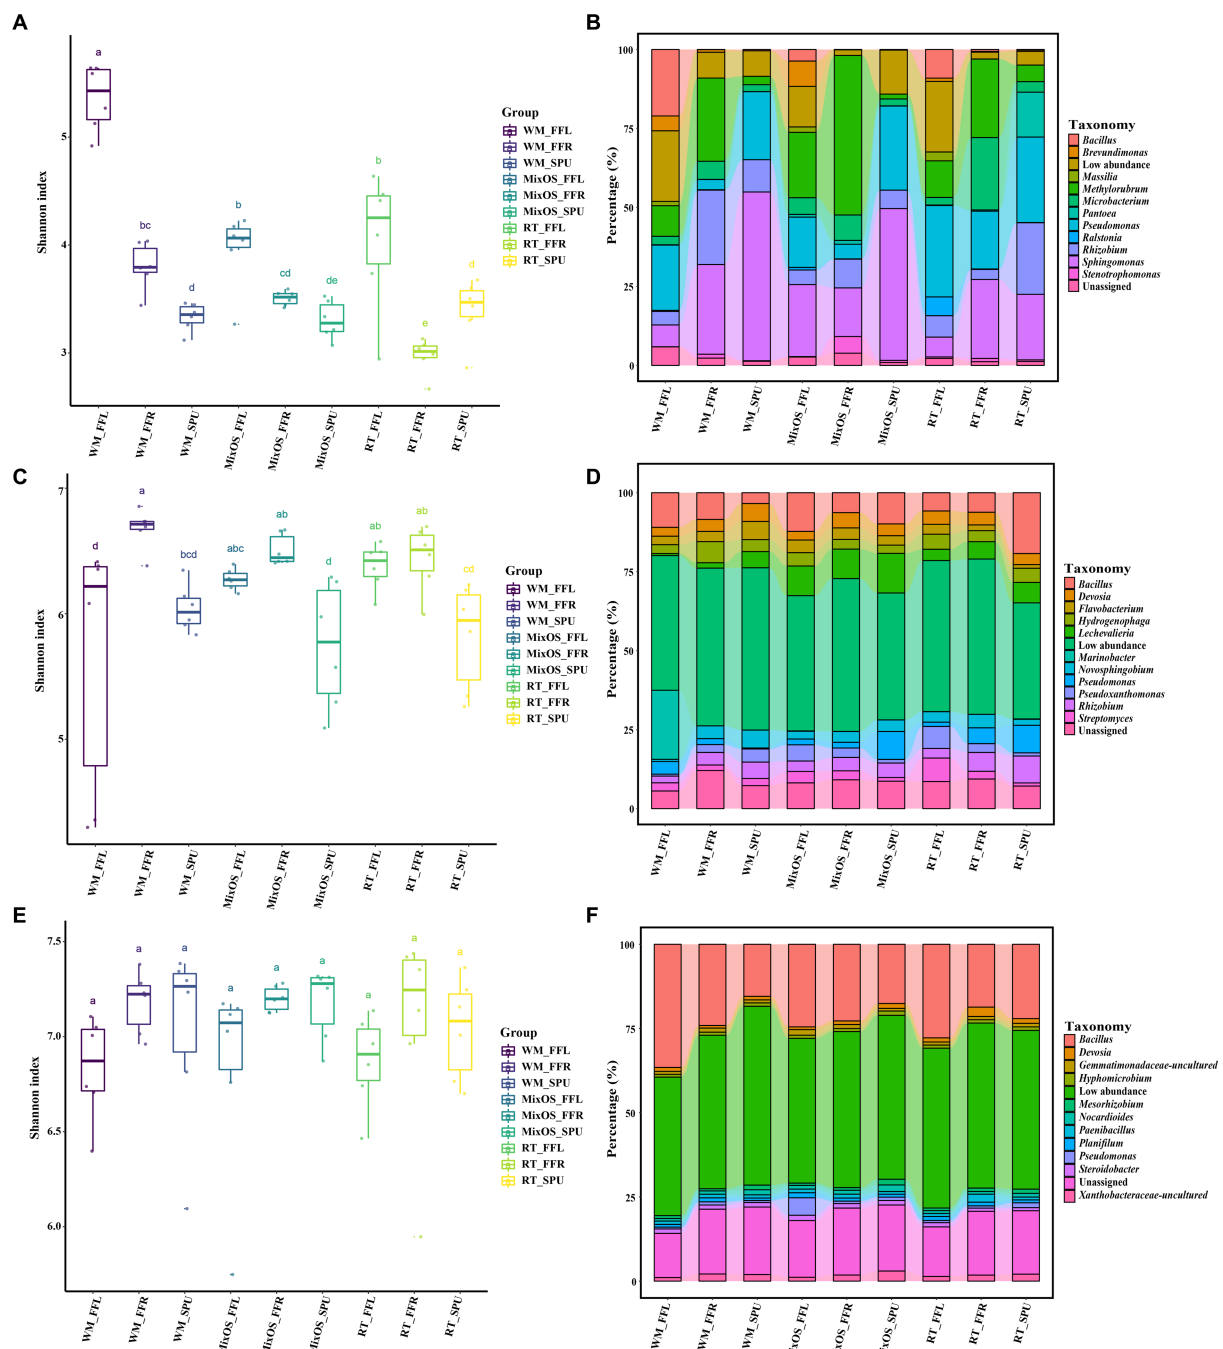 A
Shannon index
5
4
3
a
bc
d
b
cd
de
b
e
d
WM_FFL
WM_FFR
WM_SPU
MixOS_FFL
MixOS_FFR
MixOS_SPU
RT_FFL
RT_FFR
RT_SPU
Group
WM_FFL
WM_FFR
WM_SPU
MixOS_FFL
MixOS_FFR
MixOS_SPU
RT_FFL
RT_FFR
RT_SPU
B
Percentage (%)
100
75
50
25
0
WM_FFL
WM_FFR
WM_SPU
MixOS_FFL
MixOS_FFR
MixOS_SPU
RT_FFL
RT_FFR
RT_SPU
Taxonomy
Bacillus
Brevundimonas
Low abundance
Massilia
Methylorubrum
Microbacterium
Pantoea
Pseudomonas
Ralstonia
Rhizobium
Sphingomonas
Stenotrophomonas
Unassigned
C
Shannon index
7
6
5
d
a
bcd
abc
ab
d
ab
ab
cd
WM_FFL
WM_FFR
WM_SPU
MixOS_FFL
MixOS_FFR
MixOS_SPU
RT_FFL
RT_FFR
RT_SPU
Group
WM_FFL
WM_FFR
WM_SPU
MixOS_FFL
MixOS_FFR
MixOS_SPU
RT_FFL
RT_FFR
RT_SPU
D
Percentage (%)
100
75
50
25
0
WM_FFL
WM_FFR
WM_SPU
MixOS_FFL
MixOS_FFR
MixOS_SPU
RT_FFL
RT_FFR
RT_SPU
Taxonomy
Bacillus
Devosia
Flavobacterium
Hydrogenophaga
Lechevalieria
Low abundance
Marinobacter
Novosphingobium
Pseudomonas
Pseudoxanthomonas
Rhizobium
Streptomyces
Unassigned
E
Shannon index
7.5
7.0
6.5
6.0
a
a
a
a
a
a
a
a
a
WM_FFL
WM_FFR
WM_SPU
MixOS_FFL
MixOS_FFR
MixOS_SPU
RT_FFL
RT_FFR
RT_SPU
Group
WM_FFL
WM_FFR
WM_SPU
MixOS_FFL
MixOS_FFR
MixOS_SPU
RT_FFL
RT_FFR
RT_SPU
F
Percentage (%)
100
75
50
25
0
WM_FFL
WM_FFR
WM_SPU
ixOS_FFL
ixOS_FFR
ixOS_SPU
RT_FFL
RT_FFR
RT_SPU
Taxonomy
Bacillus
Devosia
Gemmatimonadaceae-uncultured
Hyphomicrobium
Low abundance
Mesorhizobium
Nocardioides
Paenibacillus
Planifilum
Pseudomonas
Steroidobacter
Unassigned
Xanthobacteraceae-uncultured